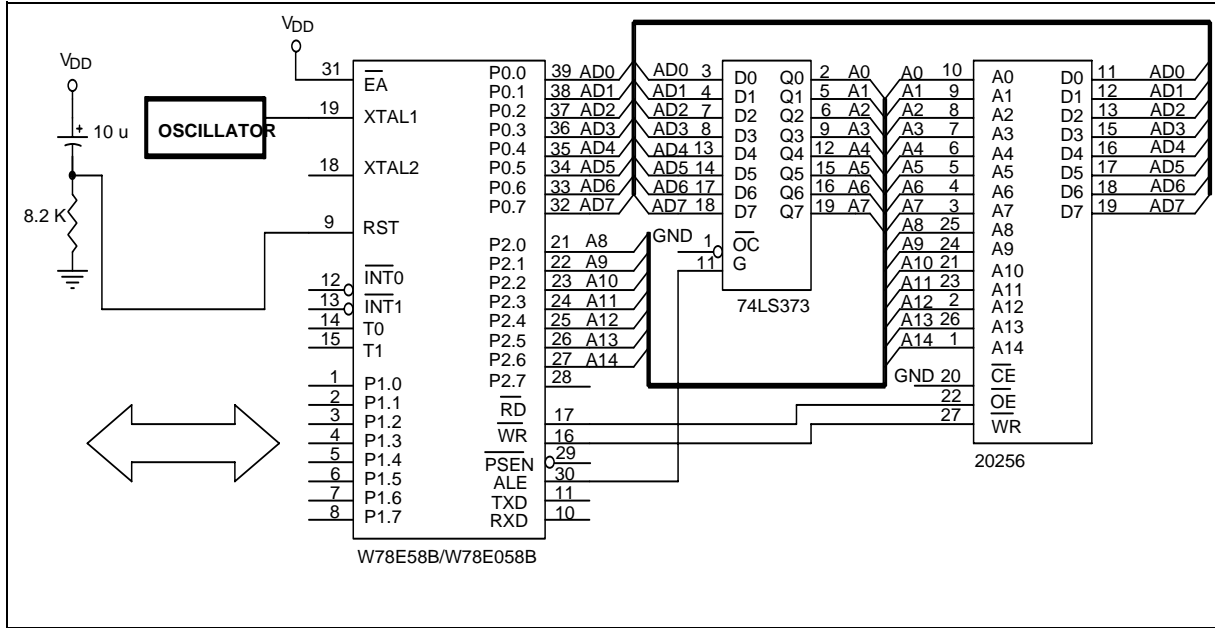 VDD
VDD
10 u
8.2 K
OSCILLATOR
31 EA
19 XTAL1
18 XTAL2
9 RST
12 INT0
13 INT1
14 T0
15 T1
1 P1.0
2 P1.1
3 P1.2
4 P1.3
5 P1.4
6 P1.5
7 P1.6
8 P1.7
P0.0 39 AD0
P0.1 38 AD1
P0.2 37 AD2
P0.3 36 AD3
P0.4 35 AD4
P0.5 34 AD5
P0.6 33 AD6
P0.7 32 AD7
P2.0 21 A8
P2.1 22 A9
P2.2 23 A10
P2.3 24 A11
P2.4 25 A12
P2.5 26 A13
P2.6 27 A14
P2.7 28
RD 17
WR 16
PSEN 29
ALE 30
TXD 11
RXD 10
W78E58B/W78E058B
AD0 3 D0 Q0 2 A0
AD1 4 D1 Q1 5 A1
AD2 7 D2 Q2 6 A2
AD3 8 D3 Q3 9 A3
AD4 13 D4 Q4 12 A4
AD5 14 D5 Q5 15 A5
AD6 17 D6 Q6 16 A6
AD7 18 D7 Q7 19 A7
GND 1 OC
11 G
74LS373
A0 10 A0 D0 11 AD0
A1 9 A1 D1 12 AD1
A2 8 A2 D2 13 AD2
A3 7 A3 D3 15 AD3
A4 6 A4 D4 16 AD4
A5 5 A5 D5 17 AD5
A6 4 A6 D6 18 AD6
A7 3 A7 D7 19 AD7
A8 25 A8
A9 24 A9
A10 21 A10
A11 23 A11
A12 2 A12
A13 26 A13
A14 1 A14
GND 20 CE
22 OE
27 WR
20256